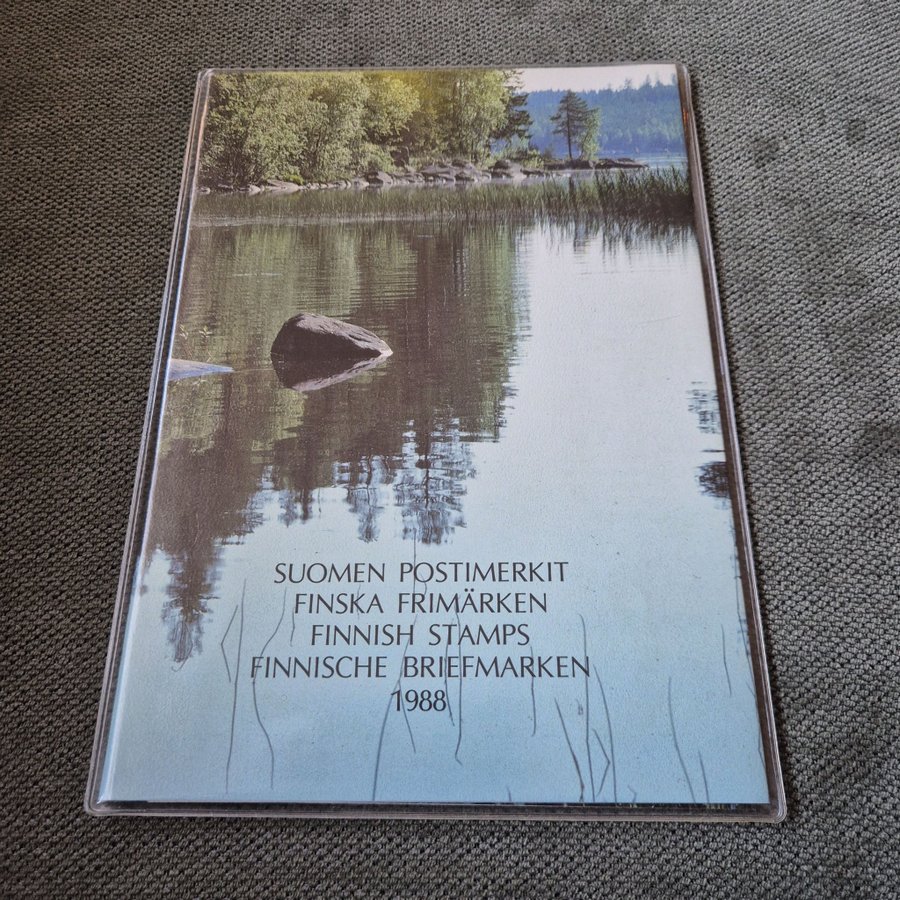 SUOMEN POSTIMERKIT
FINSKA FRIMÄRKEN
FINNISH STAMPS
FINNISCHE BRIEFMARKEN
1988